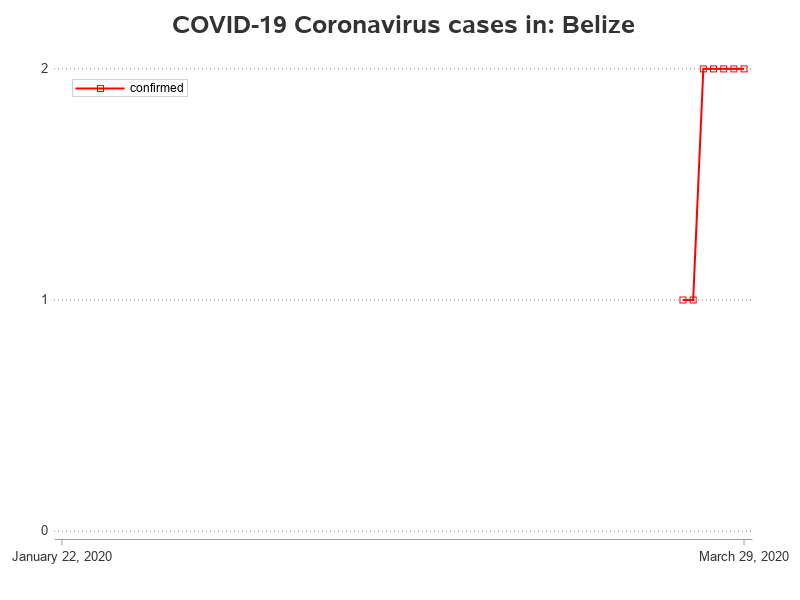 COVID-19 Coronavirus cases in: Belize
2
confirmed
1
0
January 22, 2020
March 29, 2020